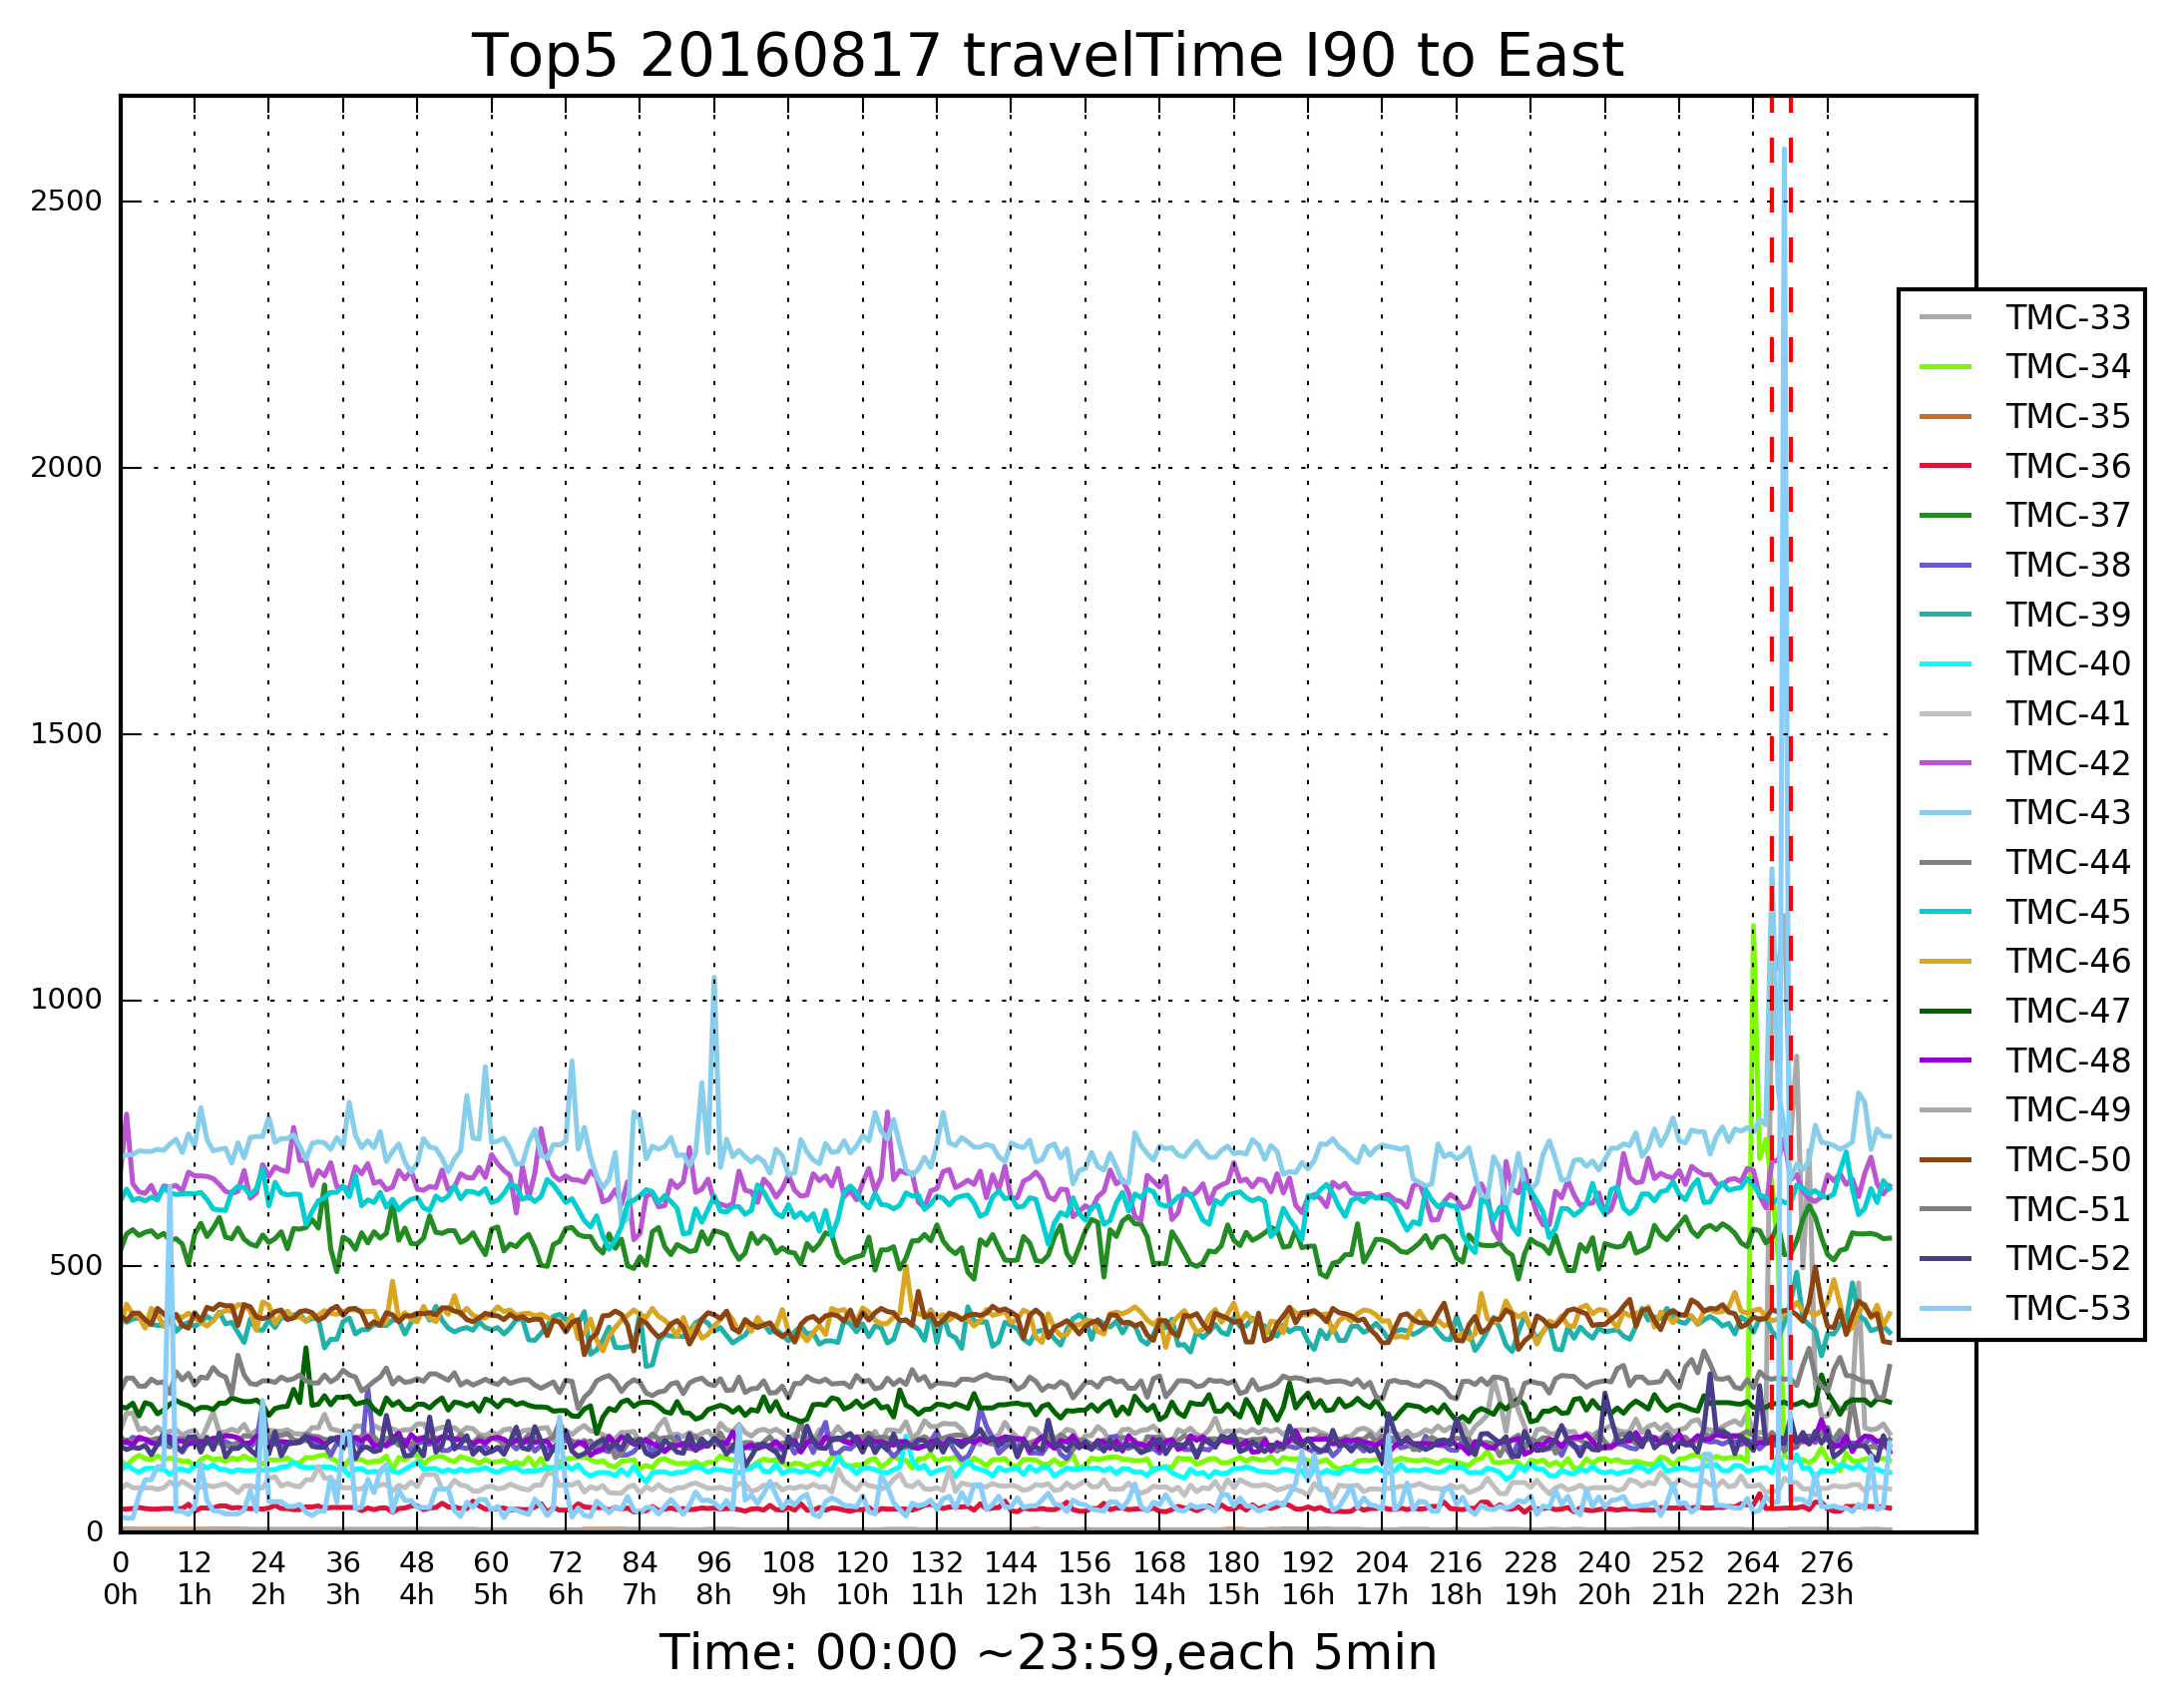 Top5 20160817 travelTime I90 to East
2500
2000
1500
1000
500
0
0 12 24 36 48 60 72 84 96 108 120 132 144 156 168 180 192 204 216 228 240 252 264 276
0h 1h 2h 3h 4h 5h 6h 7h 8h 9h 10h 11h 12h 13h 14h 15h 16h 17h 18h 19h 20h 21h 22h 23h
Time: 00:00 ~23:59,each 5min
TMC-33
TMC-34
TMC-35
TMC-36
TMC-37
TMC-38
TMC-39
TMC-40
TMC-41
TMC-42
TMC-43
TMC-44
TMC-45
TMC-46
TMC-47
TMC-48
TMC-49
TMC-50
TMC-51
TMC-52
TMC-53